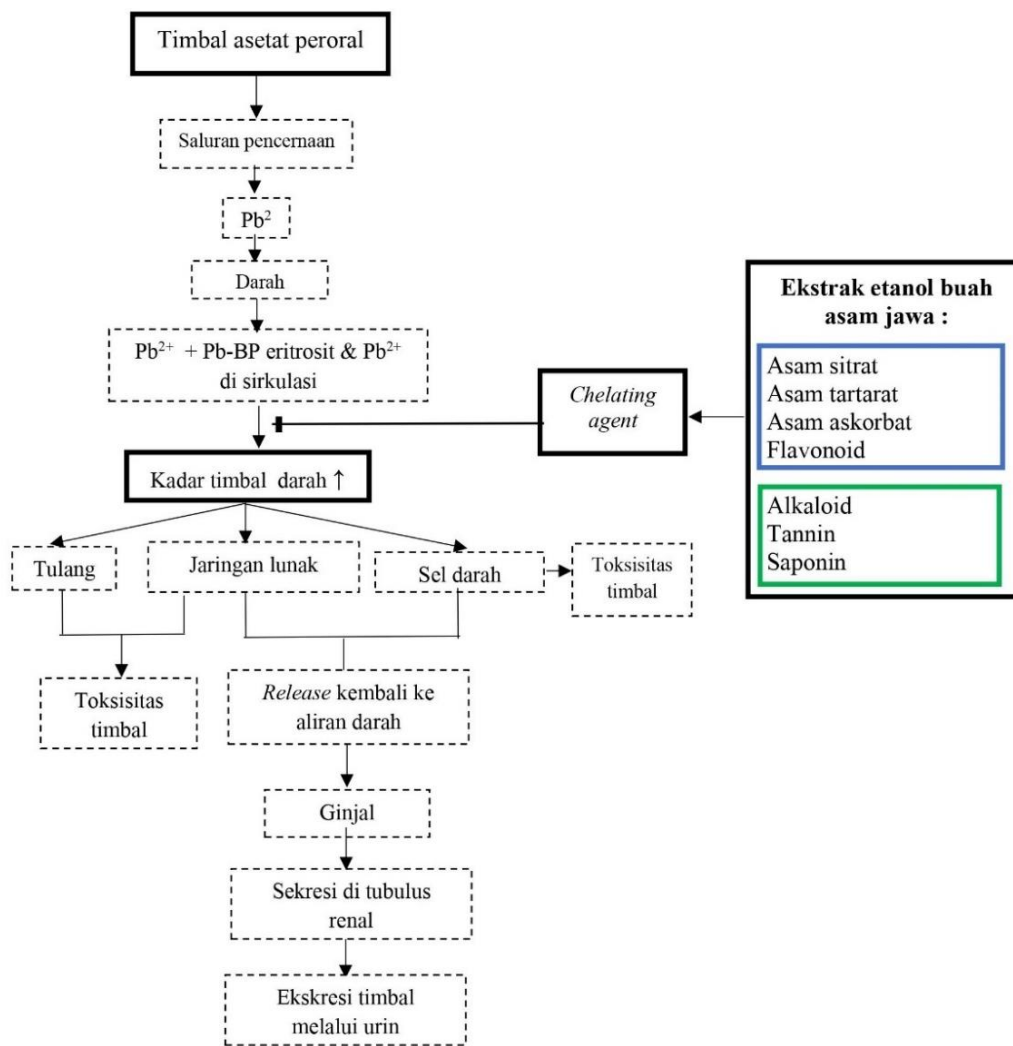 Timbal asetat peroral
Saluran pencernaan
Pb²
Darah
Pb²⁺ + Pb-BP eritrosit & Pb²⁺
di sirkulasi
Ekstrak etanol buah
asam jawa :
Asam sitrat
Asam tartarat
Asam askorbat
Flavonoid
Alkaloid
Tannin
Saponin
Chelating
agent
Kadar timbal darah ↑
Tulang
Jaringan lunak
Sel darah
Toksisitas
timbal
Toksisitas
timbal
Release kembali ke
aliran darah
Ginjal
Sekresi di tubulus
renal
Ekskresi timbal
melalui urin